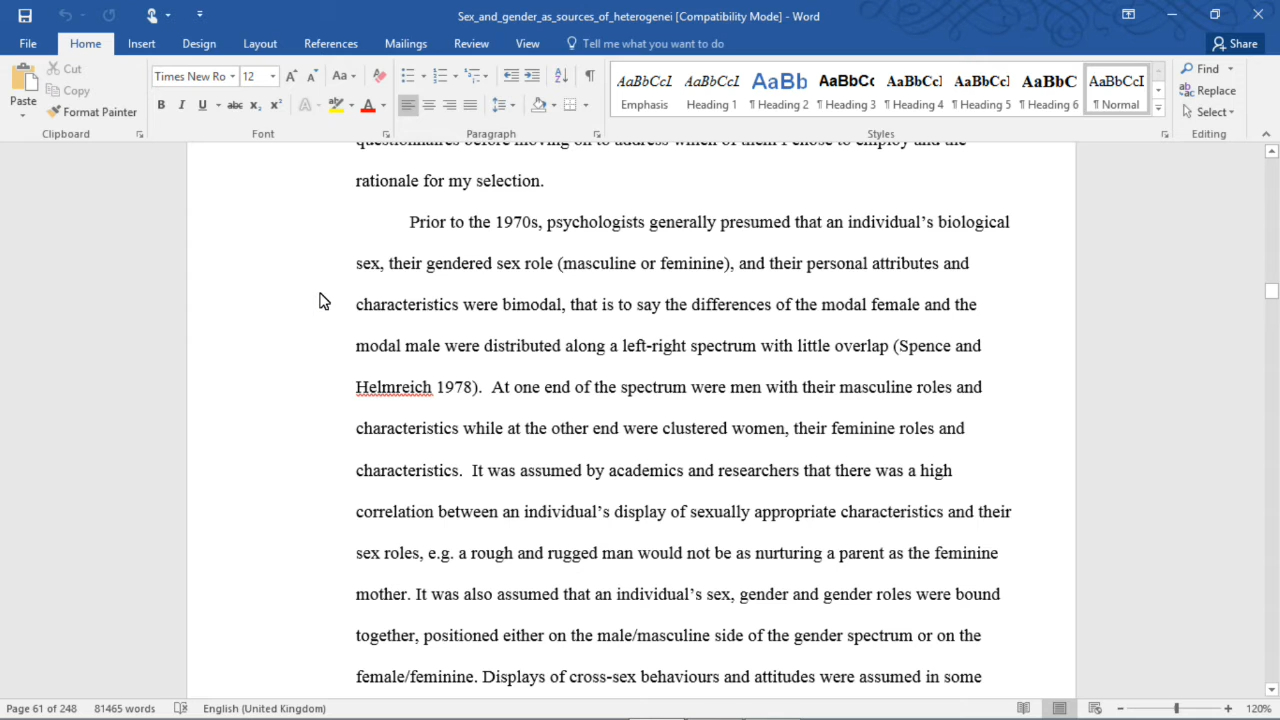 Sex_and_gender_as_sources_of_heterogenei [Compatibility Mode] - Word
File Home Insert Design Layout References Mailings Review View Tell me what you want to do Share
Paste Cut Copy Format Painter
Clipboard
Times New Ro 12 Aa
B I U abc x₂ x² A A
Font
Paragraph
AaBbCcI AaBbCcI AaBb AaBbCc AaBbCcI AaBbCcI AaBbC AaBbCcI
Emphasis Heading 1 ¶ Heading 2 ¶ Heading 3 ¶ Heading 4 ¶ Heading 5 ¶ Heading 6 ¶ Normal
Styles
Find Replace Select
Editing
questionnaires before moving on to address which of them I chose to employ and the
rationale for my selection.
Prior to the 1970s, psychologists generally presumed that an individual’s biological
sex, their gendered sex role (masculine or feminine), and their personal attributes and
characteristics were bimodal, that is to say the differences of the modal female and the
modal male were distributed along a left-right spectrum with little overlap (Spence and
Helmreich 1978).  At one end of the spectrum were men with their masculine roles and
characteristics while at the other end were clustered women, their feminine roles and
characteristics.  It was assumed by academics and researchers that there was a high
correlation between an individual’s display of sexually appropriate characteristics and their
sex roles, e.g. a rough and rugged man would not be as nurturing a parent as the feminine
mother. It was also assumed that an individual’s sex, gender and gender roles were bound
together, positioned either on the male/masculine side of the gender spectrum or on the
female/feminine. Displays of cross-sex behaviours and attitudes were assumed in some
Page 61 of 248 81465 words English (United Kingdom) 120%